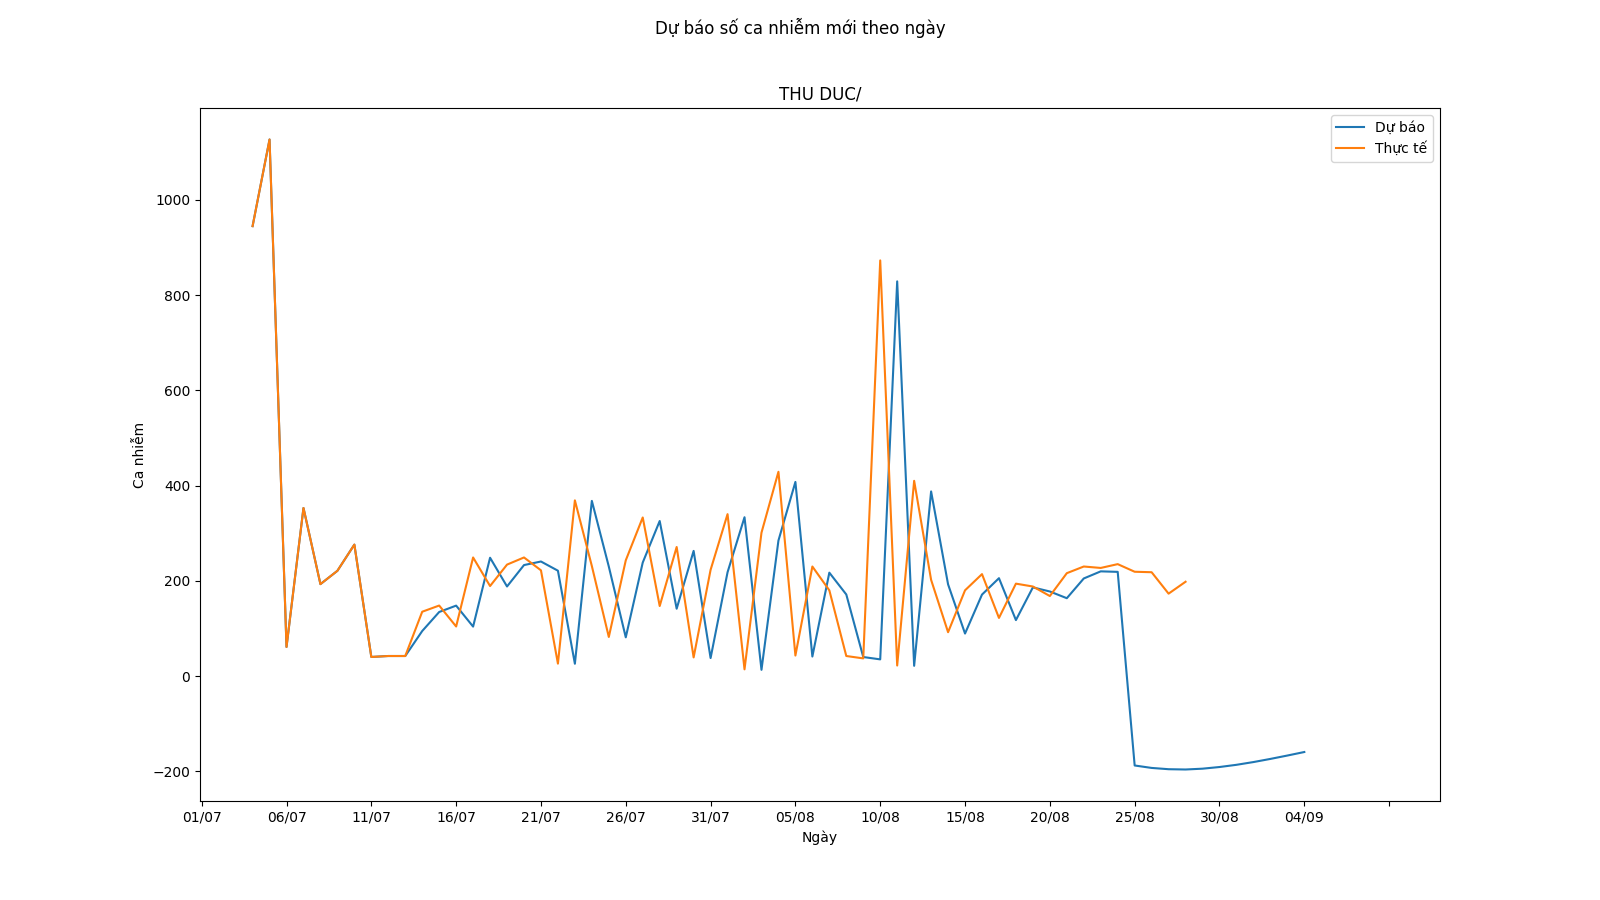 Dự báo số ca nhiễm mới theo ngày
THU DUC/
Dự báo
Thực tế
1000
800
600
400
200
0
−200
Ca nhiễm
01/07 06/07 11/07 16/07 21/07 26/07 31/07 05/08 10/08 15/08 20/08 25/08 30/08 04/09
Ngày